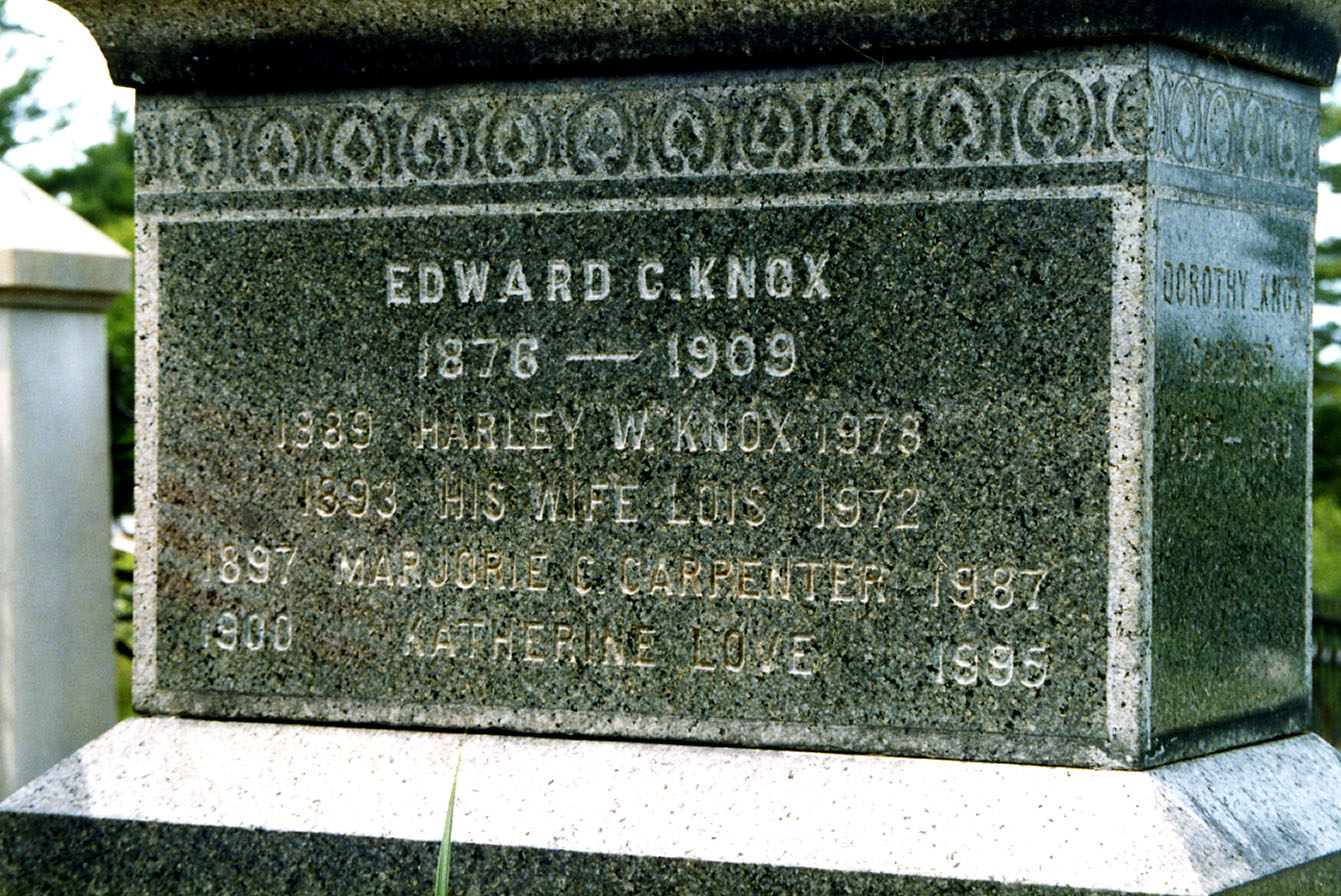 EDWARD C. KNOX
1876 — 1909
1889 HARLEY W. KNOX 1978
1893 HIS WIFE LOIS 1972
1897 MARJORIE C. CARPENTER 1987
1900 KATHERINE LOVE 1995
DOROTHY KNOX